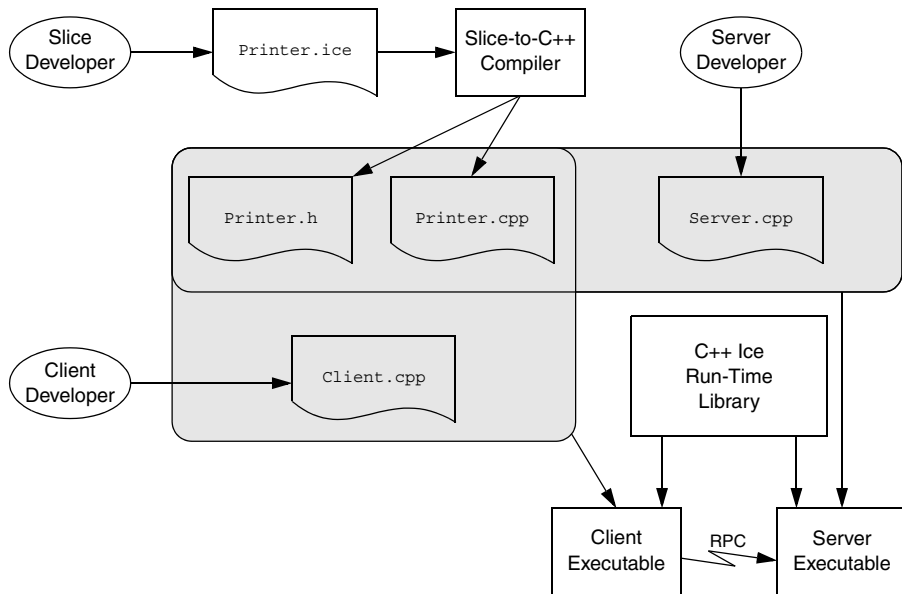 Slice
Developer
Printer.ice
Slice-to-C++
Compiler
Server
Developer
Printer.h
Printer.cpp
Server.cpp
Client
Developer
Client.cpp
C++ Ice
Run-Time
Library
Client
Executable
RPC
Server
Executable